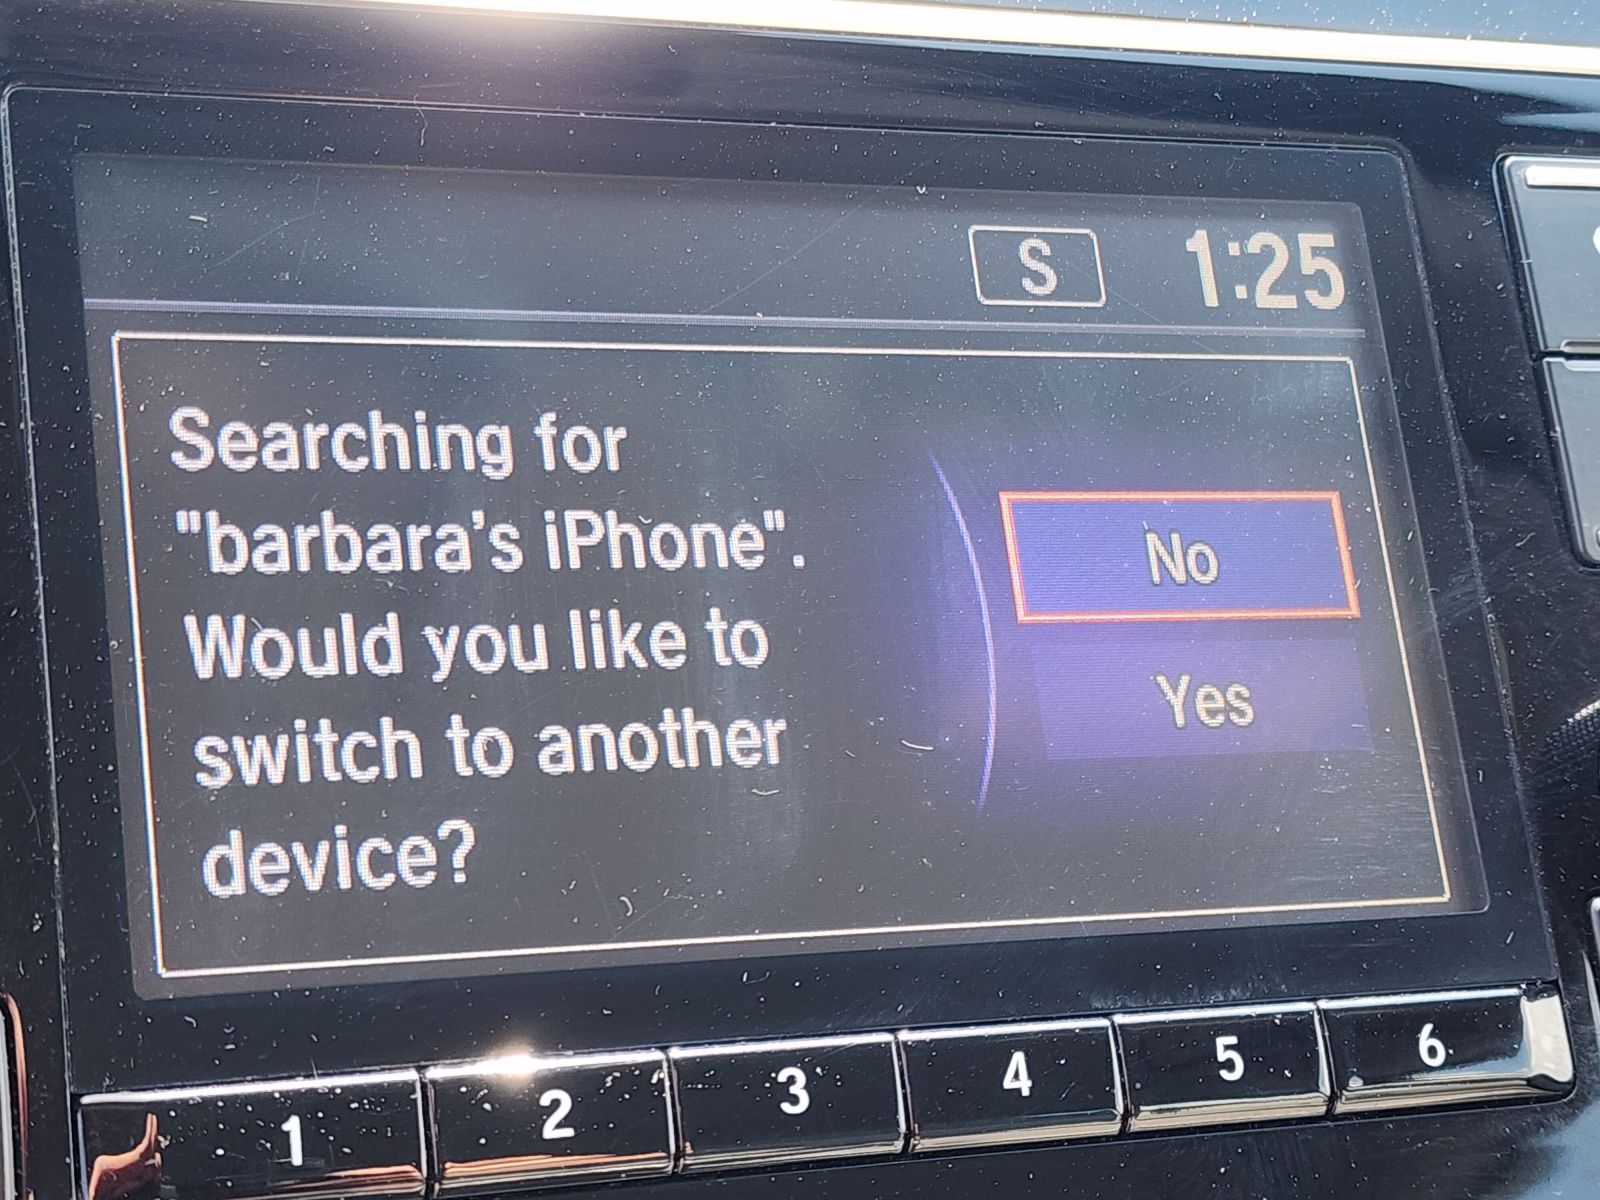 S 1:25
Searching for
"barbara's iPhone".
Would you like to
switch to another
device?
No
Yes
1 2 3 4 5 6